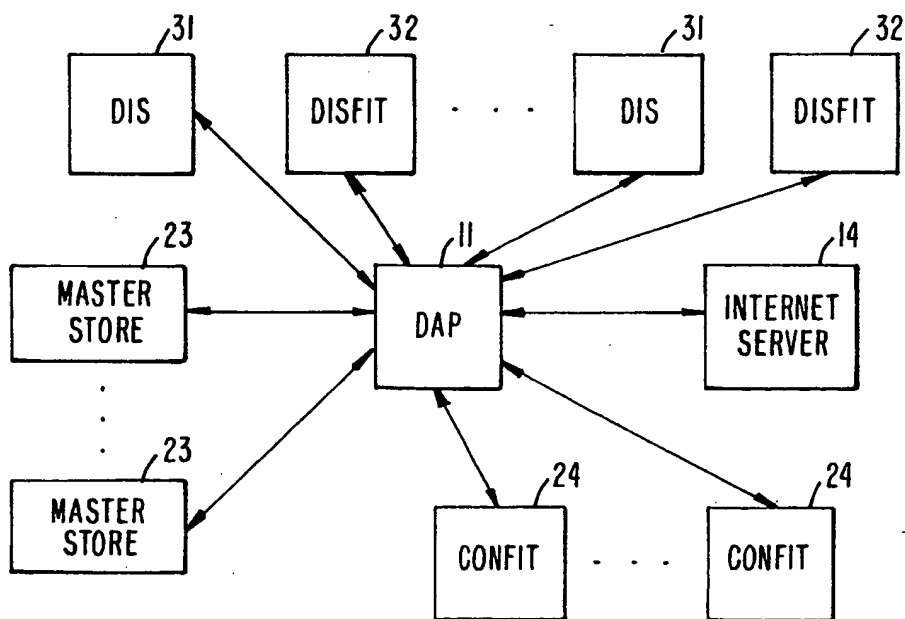 31
32
31
32
DIS
DISFIT
DIS
DISFIT
23
11
14
MASTER
STORE
DAP
INTERNET
SERVER
23
24
24
MASTER
STORE
CONFIT
CONFIT